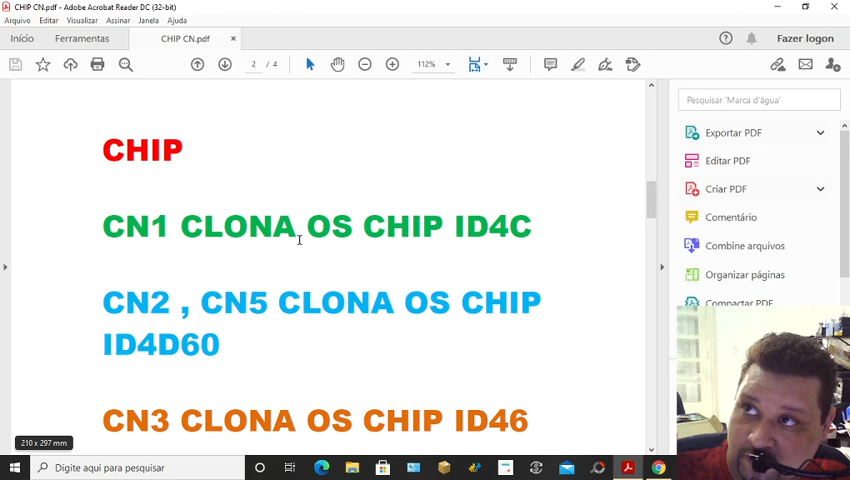 CHIP CN.pdf - Adobe Acrobat Reader DC (32-bit)
Arquivo Editar Visualizar Assinar Janela Ajuda
Início Ferramentas CHIP CN.pdf × Fazer logon
2 / 4 112%
CHIP
CN1 CLONA OS CHIP ID4C
CN2 , CN5 CLONA OS CHIP
ID4D60
CN3 CLONA OS CHIP ID46
210 x 297 mm
Pesquisar 'Marca d'água'
Exportar PDF
Editar PDF
Criar PDF
Comentário
Combine arquivos
Organizar páginas
Compactar PDF
Digite aqui para pesquisar